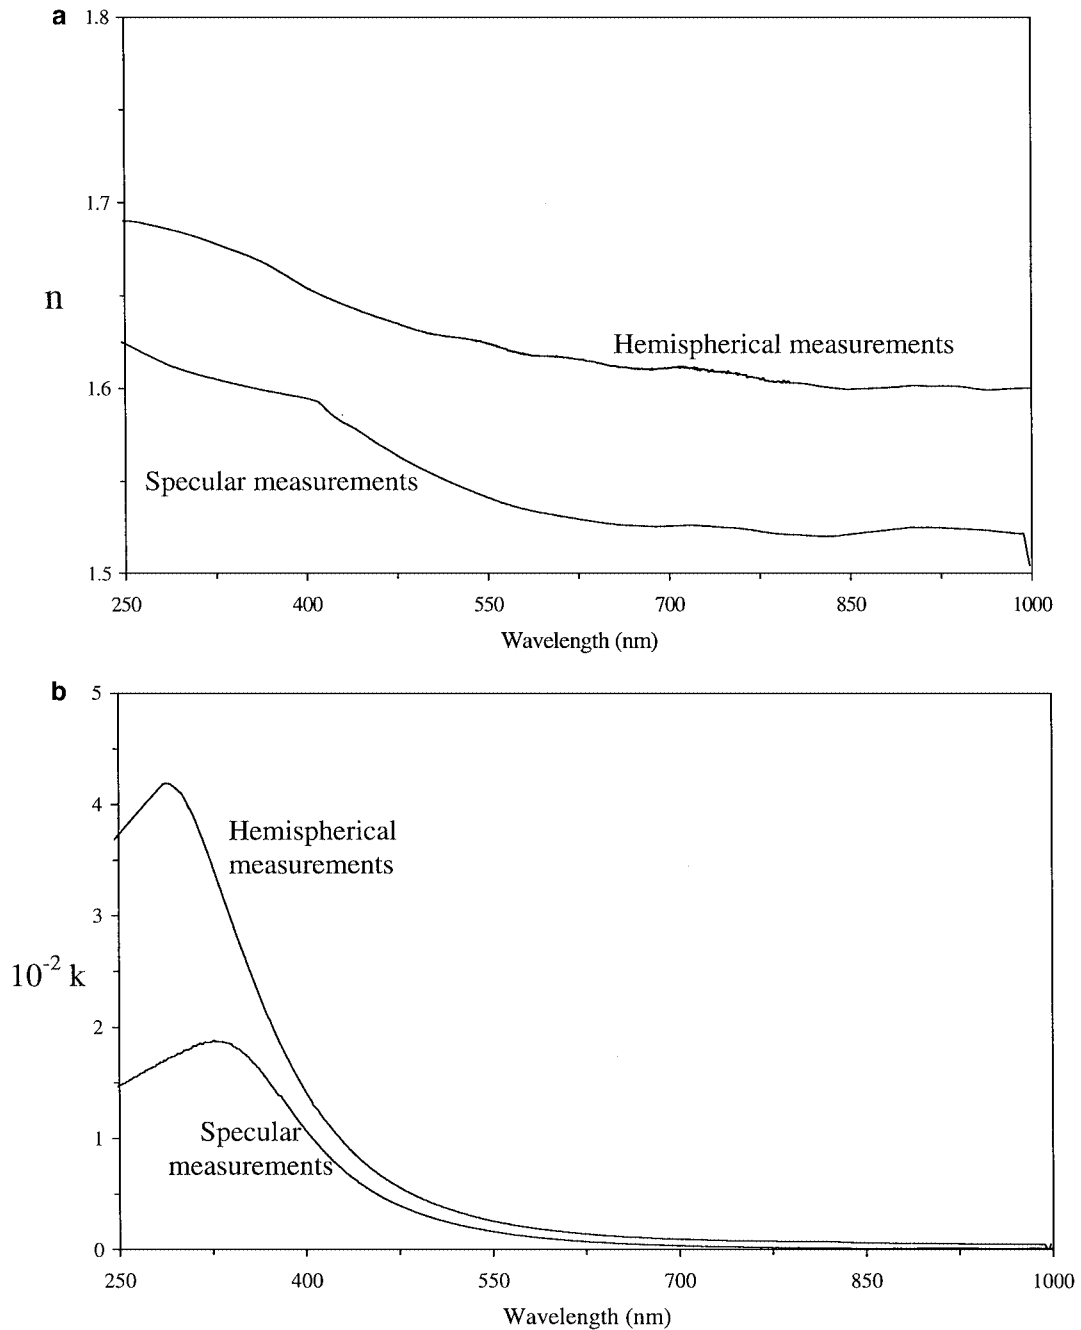 a
1.8
1.7
n
Hemispherical measurements
1.6
Specular measurements
1.5
250 400 550 700 850 1000
Wavelength (nm)
b
5
4
Hemispherical
measurements
3
10⁻² k
2
Specular
measurements
1
0
250 400 550 700 850 1000
Wavelength (nm)